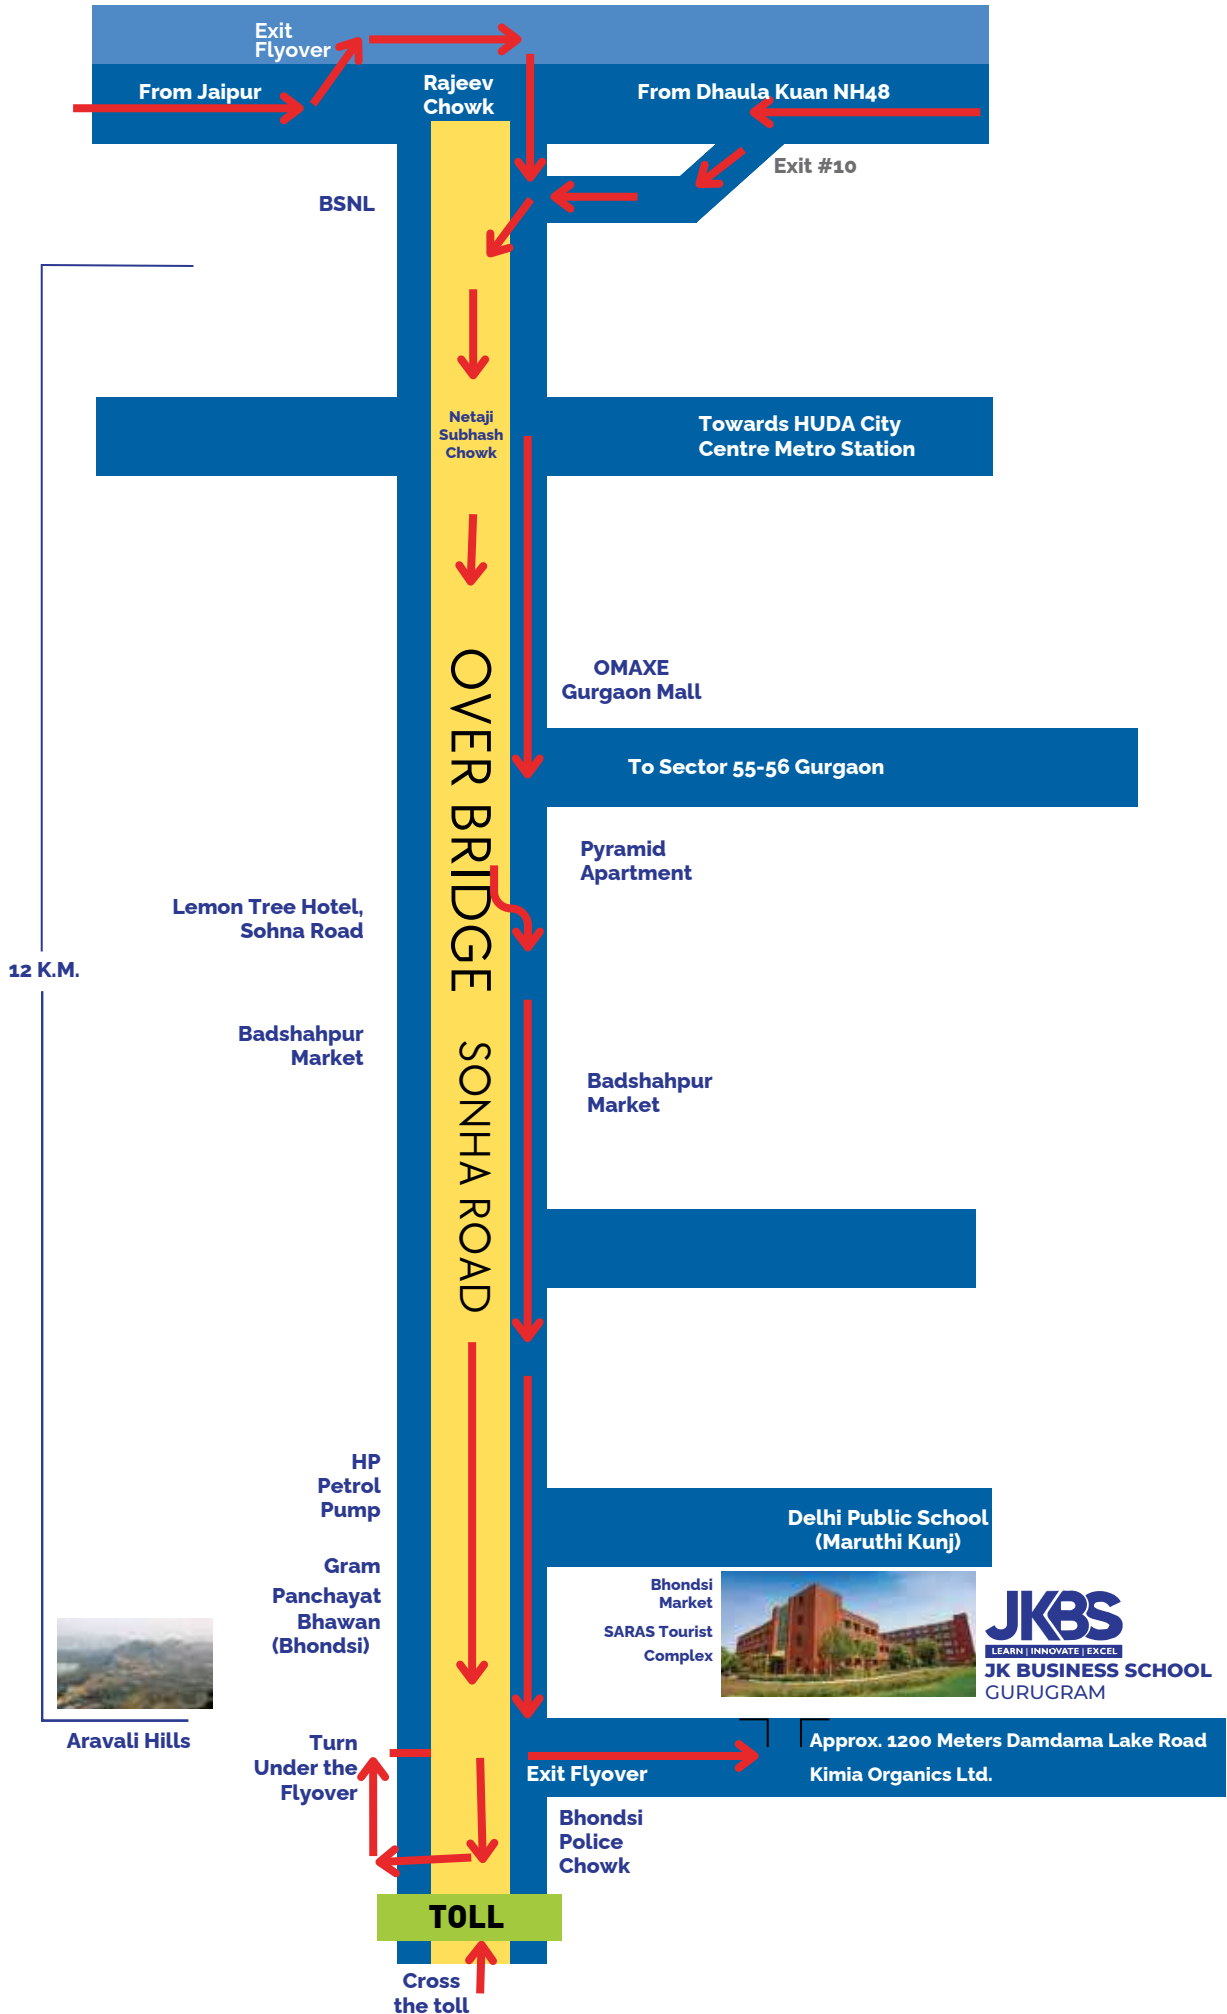 Exit
Flyover
From Jaipur
Rajeev
Chowk
From Dhaula Kuan NH48
Exit #10
BSNL
Netaji
Subhash
Chowk
Towards HUDA City
Centre Metro Station
OVER BRIDGE
OMAXE
Gurgaon Mall
To Sector 55-56 Gurgaon
Pyramid
Apartment
Lemon Tree Hotel,
Sohna Road
12 K.M.
Badshahpur
Market
SONHA ROAD
Badshahpur
Market
HP
Petrol
Pump
Delhi Public School
(Maruthi Kunj)
Gram
Panchayat
Bhawan
(Bhondsi)
Bhondsi
Market
SARAS Tourist
Complex
JKBS
LEARN | INNOVATE | EXCEL
JK BUSINESS SCHOOL
GURUGRAM
Aravali Hills
Turn
Under the
Flyover
Exit Flyover
Approx. 1200 Meters Damdama Lake Road
Kimia Organics Ltd.
Bhondsi
Police
Chowk
TOLL
Cross
the toll